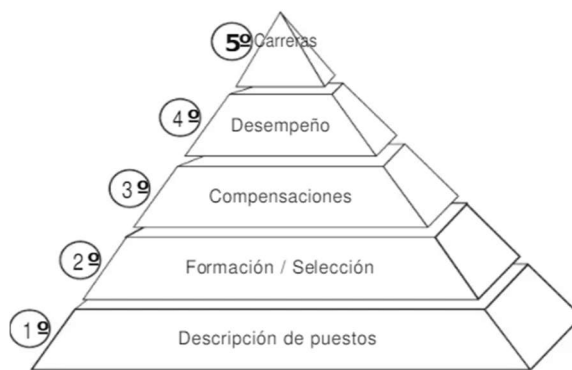 5º Carreras
4º Desempeño
3º Compensaciones
2º Formación / Selección
1º Descripción de puestos